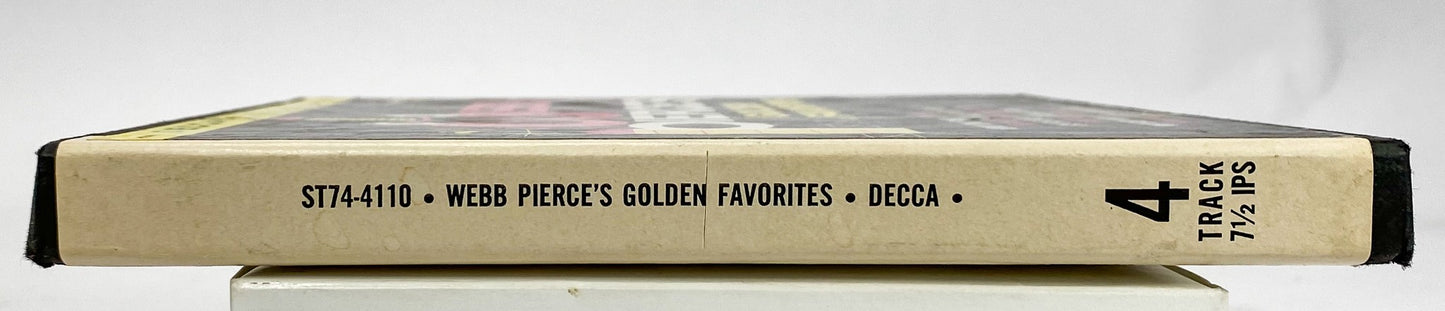 ST74-4110 • WEBB PIERCE'S GOLDEN FAVORITES • DECCA •
4
TRACK
7½ IPS